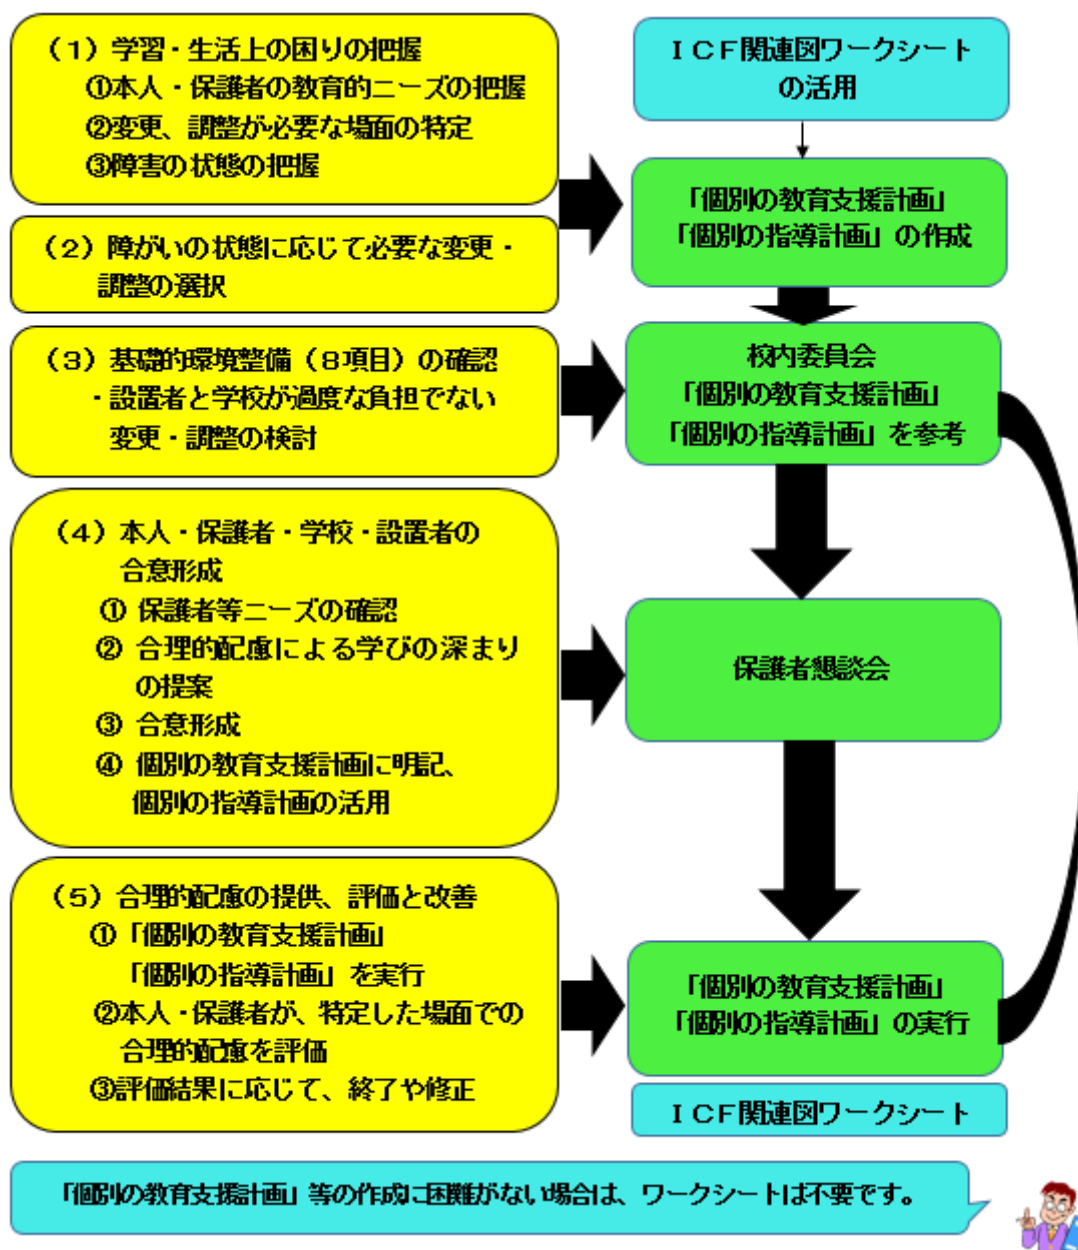 （１）学習・生活上の困りの把握
①本人・保護者の教育的ニーズの把握
②変更、調整が必要な場面の特定
③障害の状態の把握
（２）障がいの状態に応じて必要な変更・
調整の選択
（３）基礎的環境整備（８項目）の確認
・設置者と学校が過度な負担でない
変更・調整の検討
（４）本人・保護者・学校・設置者の
合意形成
① 保護者等ニーズの確認
② 合理的配慮による学びの深まり
の提案
③ 合意形成
④ 個別の教育支援計画に明記、
個別の指導計画の活用
（５）合理的配慮の提供、評価と改善
①「個別の教育支援計画」
「個別の指導計画」を実行
②本人・保護者が、特定した場面での
合理的配慮を評価
③評価結果に応じて、終了や修正
ＩＣＦ関連図ワークシート
の活用
「個別の教育支援計画」
「個別の指導計画」の作成
校内委員会
「個別の教育支援計画」
「個別の指導計画」を参考
保護者懇談会
「個別の教育支援計画」
「個別の指導計画」の実行
ＩＣＦ関連図ワークシート
「個別の教育支援計画」等の作成に困難がない場合は、ワークシートは不要です。